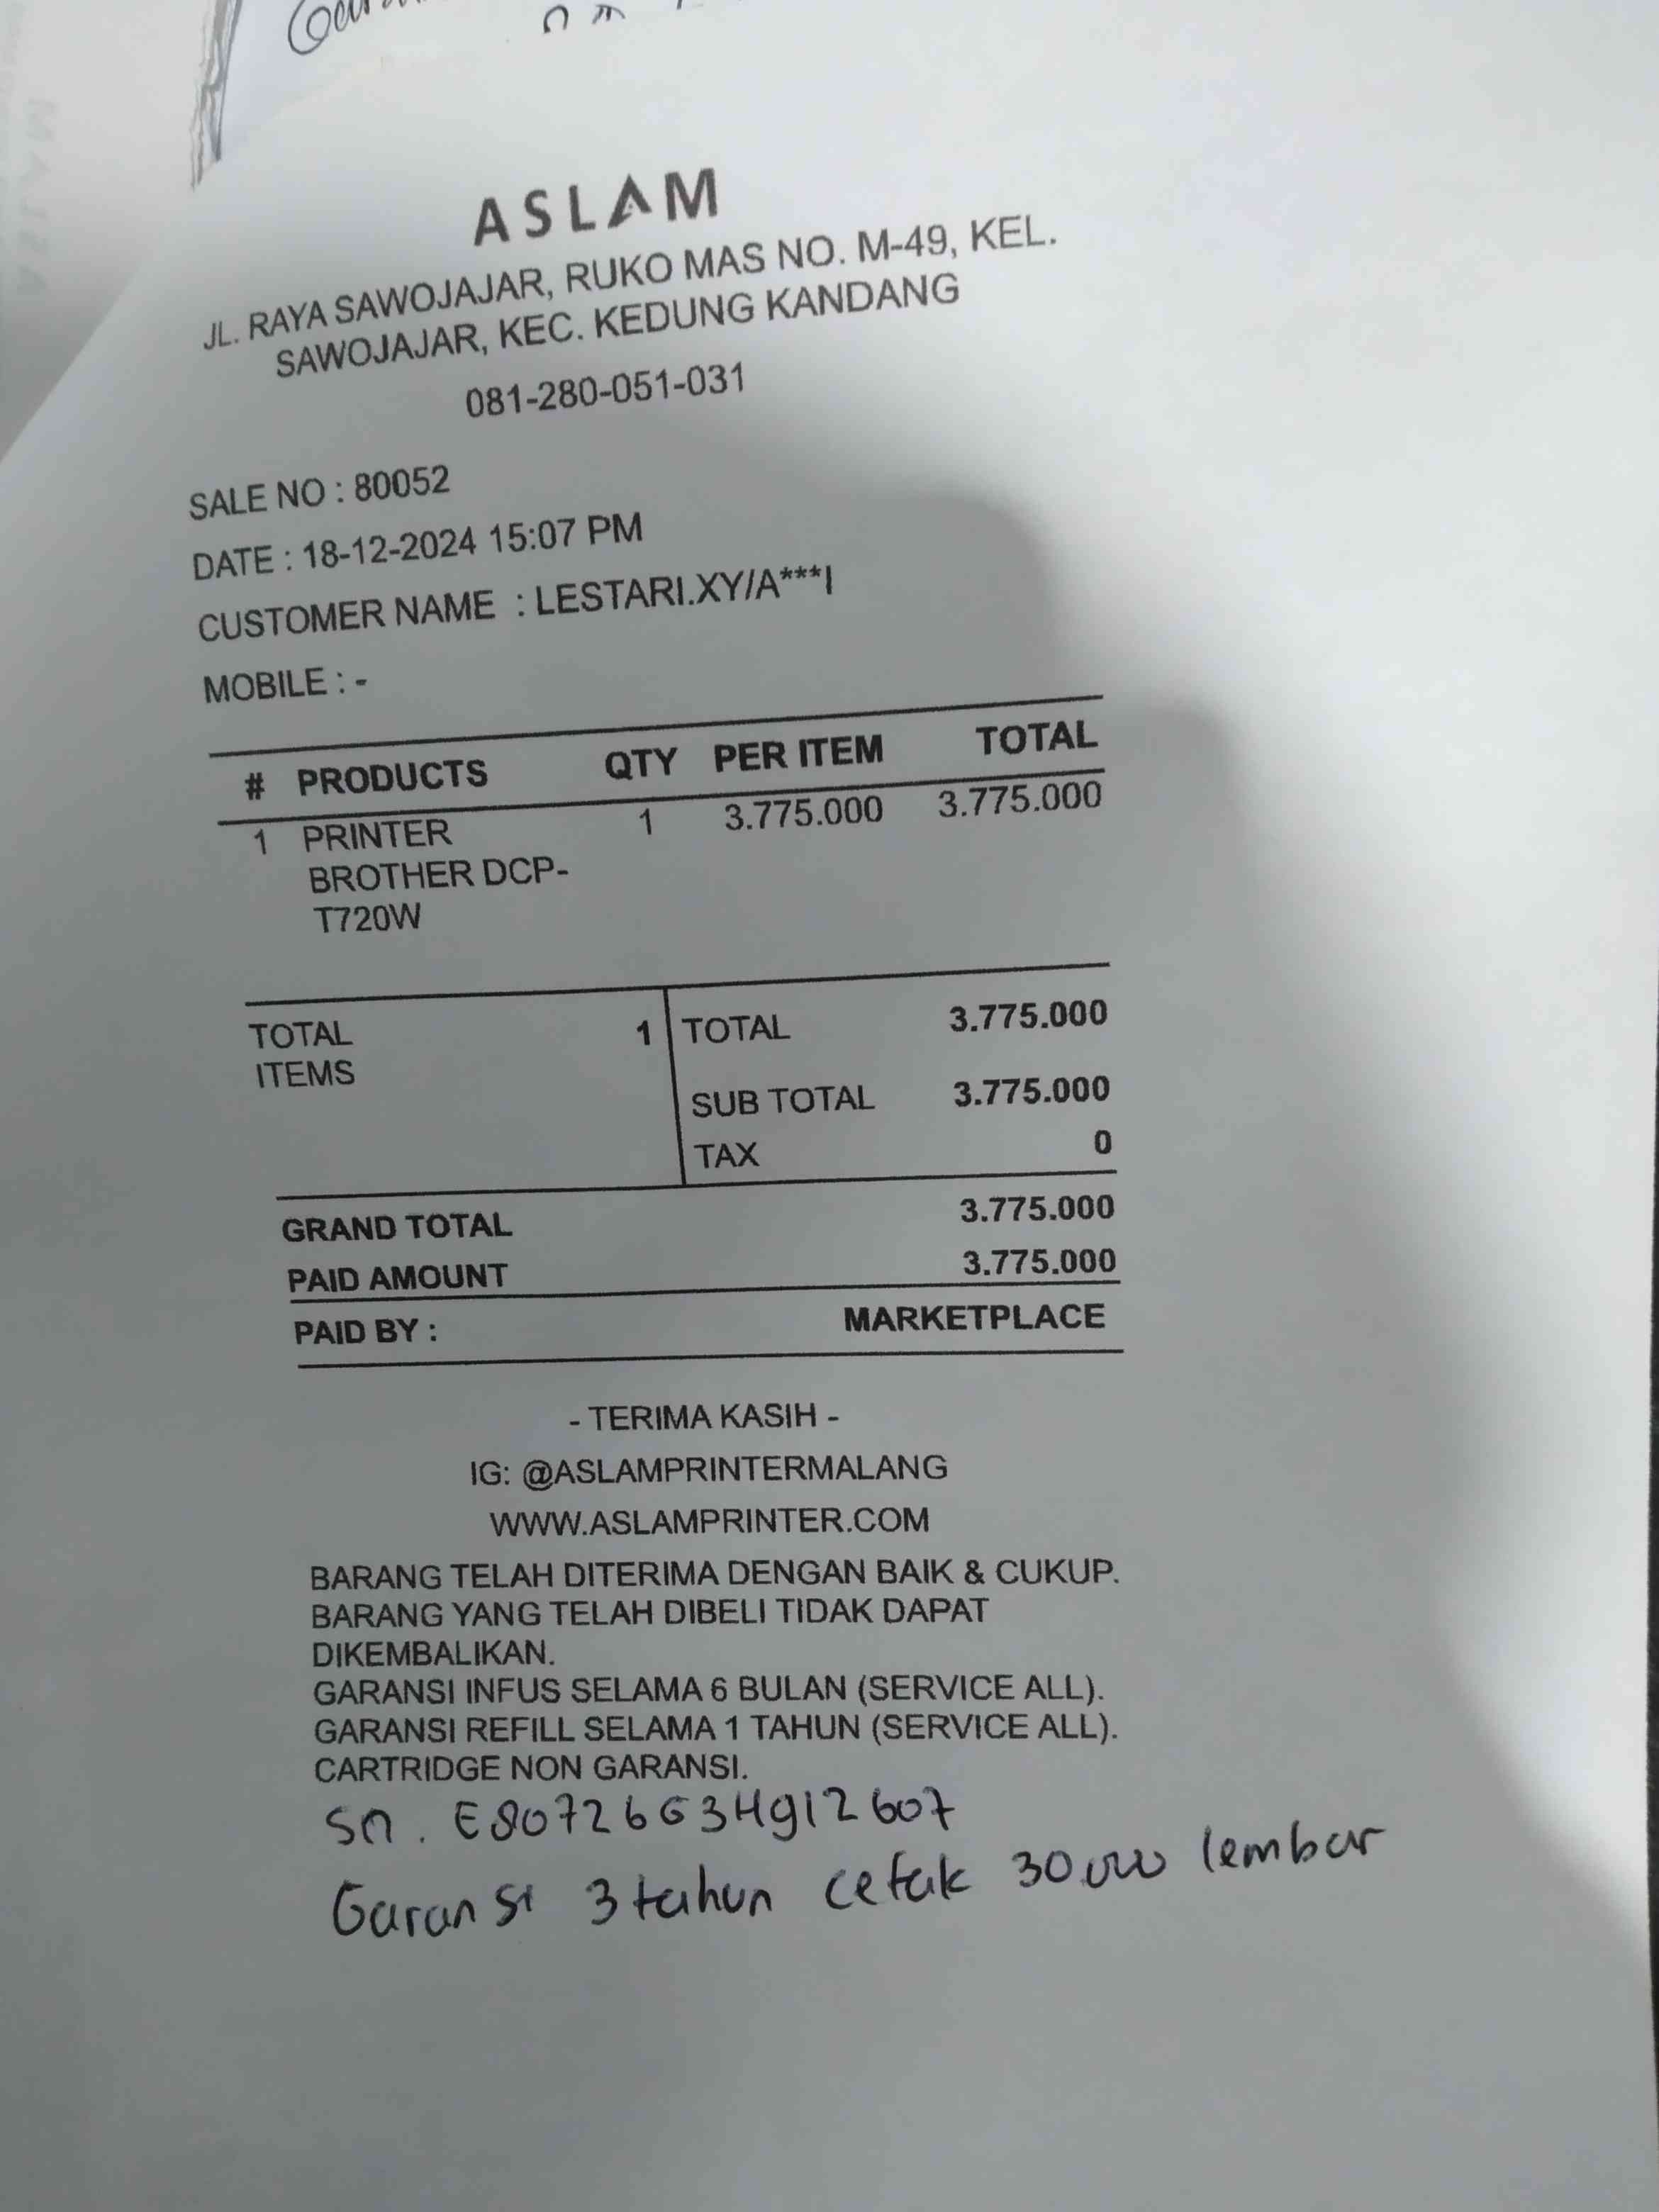 ASLAM
JL. RAYA SAWOJAJAR, RUKO MAS NO. M-49, KEL.
SAWOJAJAR, KEC. KEDUNG KANDANG
081-280-051-031
SALE NO : 80052
DATE : 18-12-2024 15:07 PM
CUSTOMER NAME : LESTARI.XY/A***I
MOBILE : -
# PRODUCTS QTY PER ITEM TOTAL
1 PRINTER 1 3.775.000 3.775.000
BROTHER DCP-
T720W
TOTAL 1 TOTAL 3.775.000
ITEMS
SUB TOTAL 3.775.000
TAX 0
GRAND TOTAL 3.775.000
PAID AMOUNT 3.775.000
PAID BY : MARKETPLACE
- TERIMA KASIH -
IG: @ASLAMPRINTERMALANG
WWW.ASLAMPRINTER.COM
BARANG TELAH DITERIMA DENGAN BAIK & CUKUP.
BARANG YANG TELAH DIBELI TIDAK DAPAT
DIKEMBALIKAN.
GARANSI INFUS SELAMA 6 BULAN (SERVICE ALL).
GARANSI REFILL SELAMA 1 TAHUN (SERVICE ALL).
CARTRIDGE NON GARANSI.
Sn. E80726G34912607
Garansi 3 tahun cetak 30.000 lembar